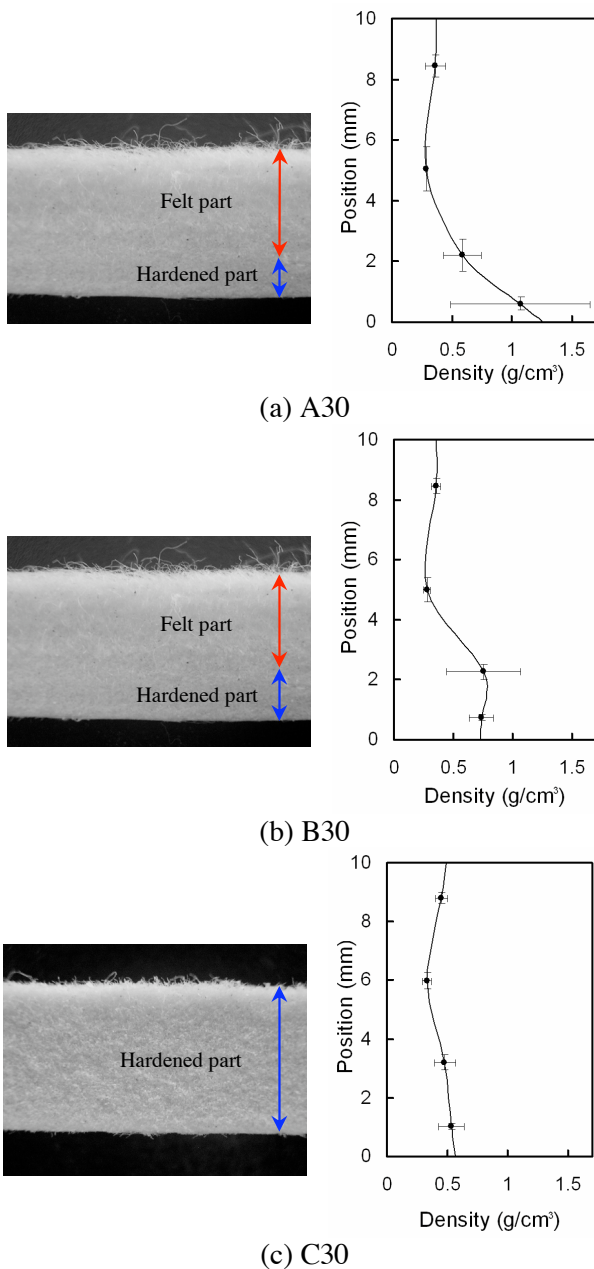 Felt part
Hardened part
10
8
6
4
2
0
Position (mm)
0 0.5 1 1.5
Density (g/cm³)
(a) A30
Felt part
Hardened part
10
8
6
4
2
0
Position (mm)
0 0.5 1 1.5
Density (g/cm³)
(b) B30
Hardened part
10
8
6
4
2
0
Position (mm)
0 0.5 1 1.5
Density (g/cm³)
(c) C30